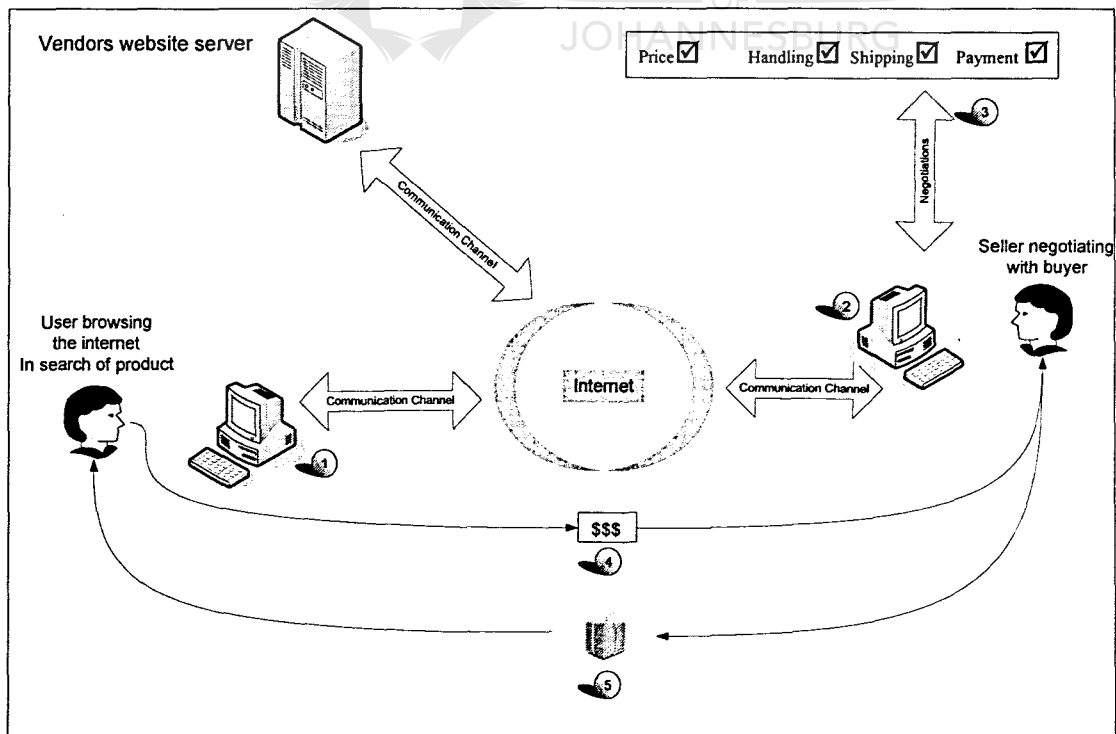 OF
JOHANNESBURG
Vendors website server
Price ☑ Handling ☑ Shipping ☑ Payment ☑
3
Negotiations
Communication Channel
Seller negotiating
with buyer
2
User browsing
the internet
In search of product
Internet
Communication Channel
Communication Channel
1
$$$
4
5